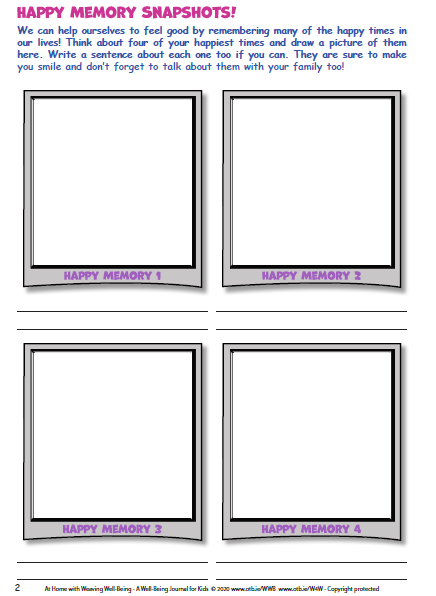 HAPPY MEMORY SNAPSHOTS!
We can help ourselves to feel good by remembering many of the happy times in
our lives! Think about four of your happiest times and draw a picture of them
here. Write a sentence about each one too if you can. They are sure to make
you smile and don't forget to talk about them with your family too!
HAPPY MEMORY 1
HAPPY MEMORY 2
HAPPY MEMORY 3
HAPPY MEMORY 4
2 At Home with Weaving Well-Being - A Well-Being Journal for Kids © 2020 www.otb.ie/WWB www.otb.ie/W4W - Copyright protected